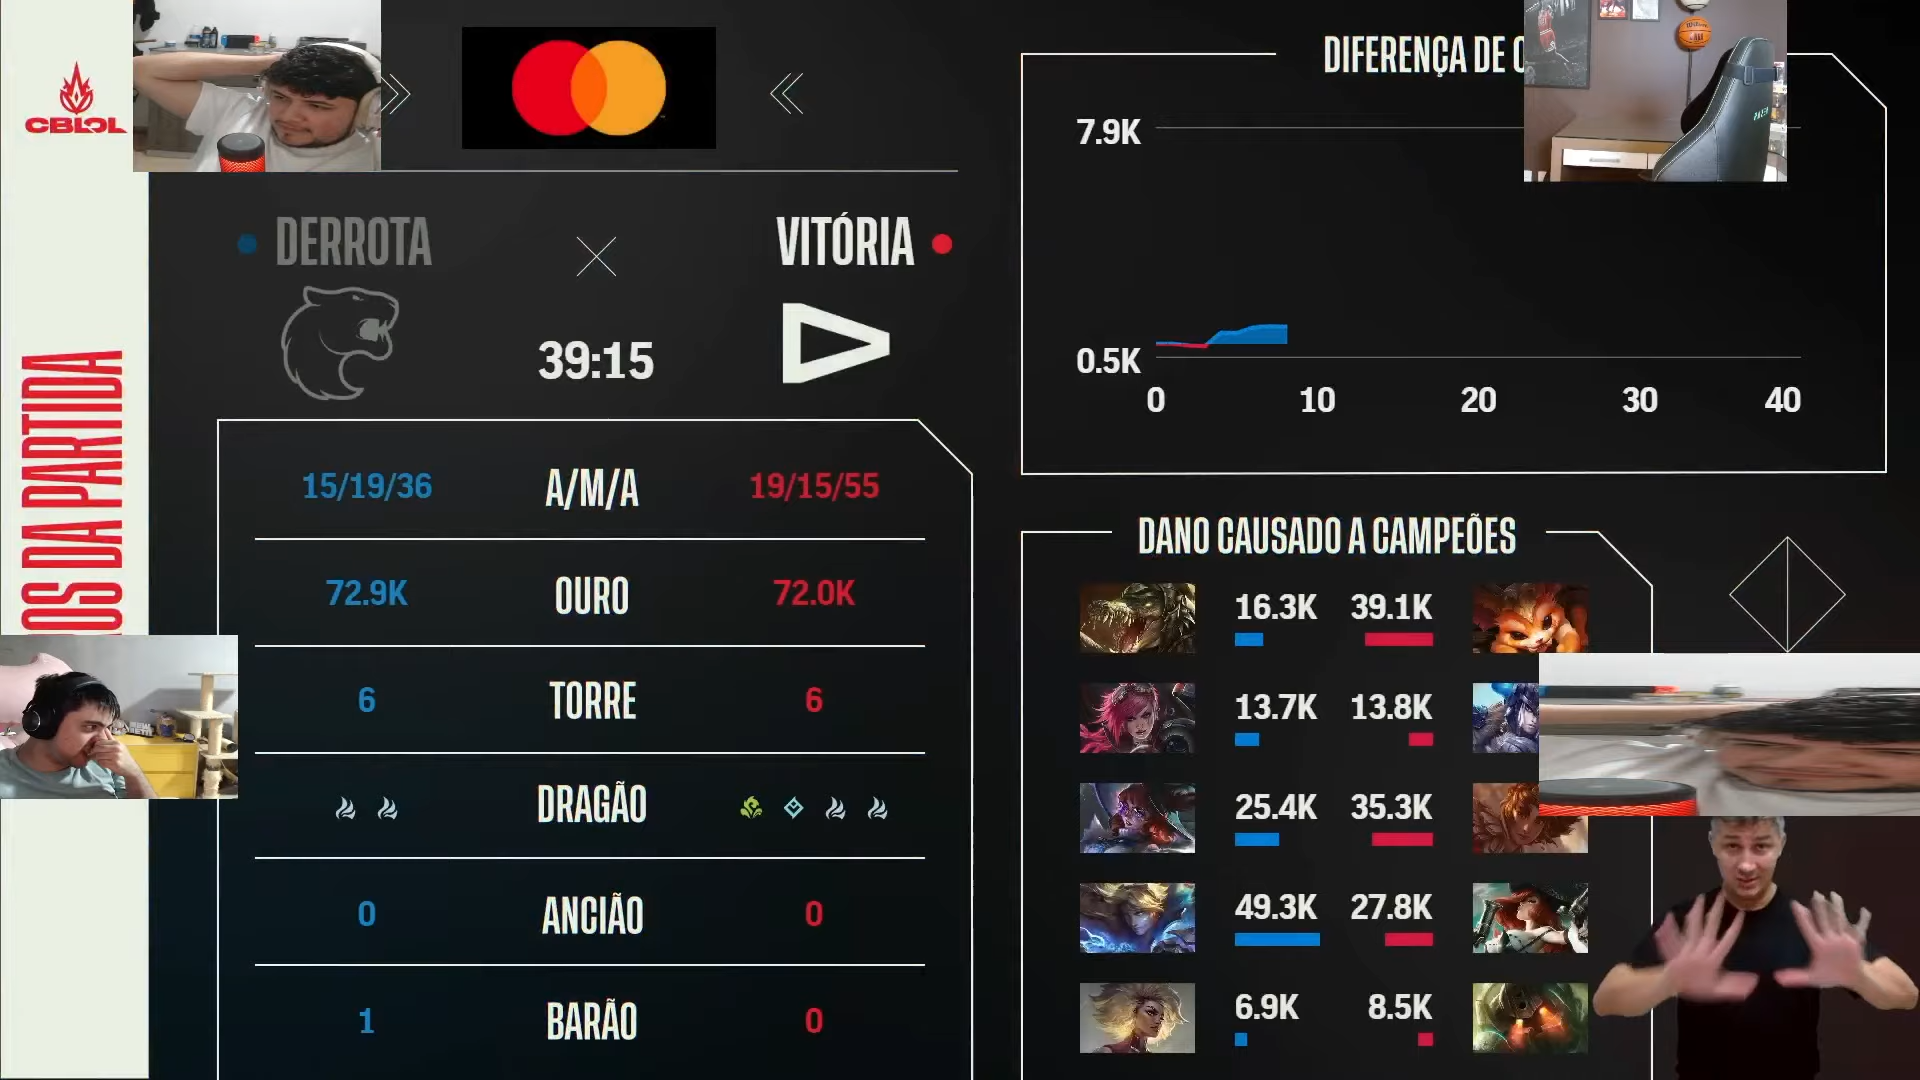 CBLOL
OS DA PARTIDA
DERROTA
VITÓRIA
39:15
15/19/36 A/M/A 19/15/55
72.9K OURO 72.0K
6 TORRE 6
DRAGÃO
0 ANCIÃO 0
1 BARÃO 0
DIFERENÇA DE
7.9K
0.5K
0 10 20 30 40
DANO CAUSADO A CAMPEÕES
16.3K 39.1K
13.7K 13.8K
25.4K 35.3K
49.3K 27.8K
6.9K 8.5K